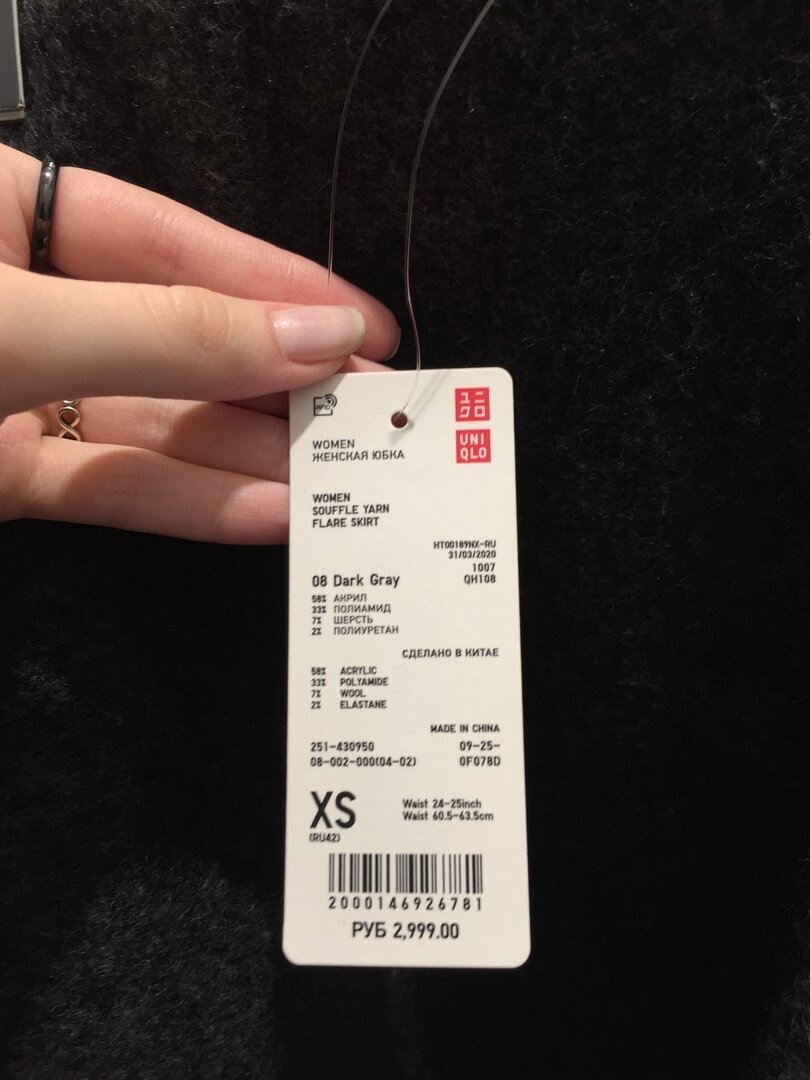 RFID
ユニ
クロ
UNI
QLO
WOMEN
ЖЕНСКАЯ ЮБКА
WOMEN
SOUFFLE YARN
FLARE SKIRT
HT00189NX-RU
31/03/2020
1007
08 Dark Gray QH108
58% АКРИЛ
33% ПОЛИАМИД
7% ШЕРСТЬ
2% ПОЛИУРЕТАН
СДЕЛАНО В КИТАЕ
58% ACRYLIC
33% POLYAMIDE
7% WOOL
2% ELASTANE
MADE IN CHINA
251-430950 09-25-
08-002-000(04-02) 0F078D
XS Waist 24-25inch
Waist 60.5-63.5cm
(RU42)
2000146926781
РУБ 2,999.00